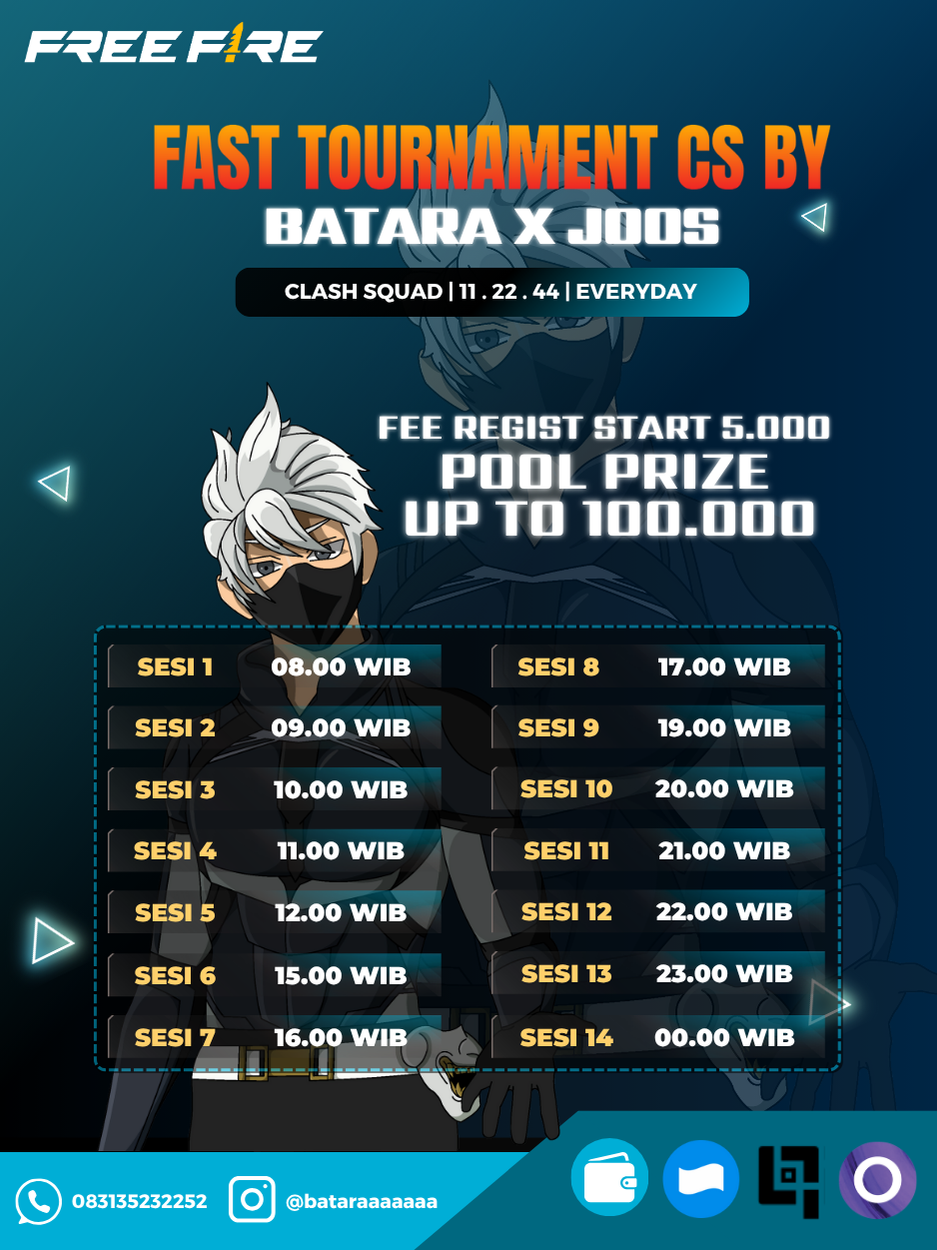 FREE FIRE
FAST TOURNAMENT CS BY
BATARA X JOOS
CLASH SQUAD | 11 . 22 . 44 | EVERYDAY
FEE REGIST START 5.000
POOL PRIZE
UP TO 100.000
SESI 1 08.00 WIB
SESI 2 09.00 WIB
SESI 3 10.00 WIB
SESI 4 11.00 WIB
SESI 5 12.00 WIB
SESI 6 15.00 WIB
SESI 7 16.00 WIB
SESI 8 17.00 WIB
SESI 9 19.00 WIB
SESI 10 20.00 WIB
SESI 11 21.00 WIB
SESI 12 22.00 WIB
SESI 13 23.00 WIB
SESI 14 00.00 WIB
083135232252 @bataraaaaaaa